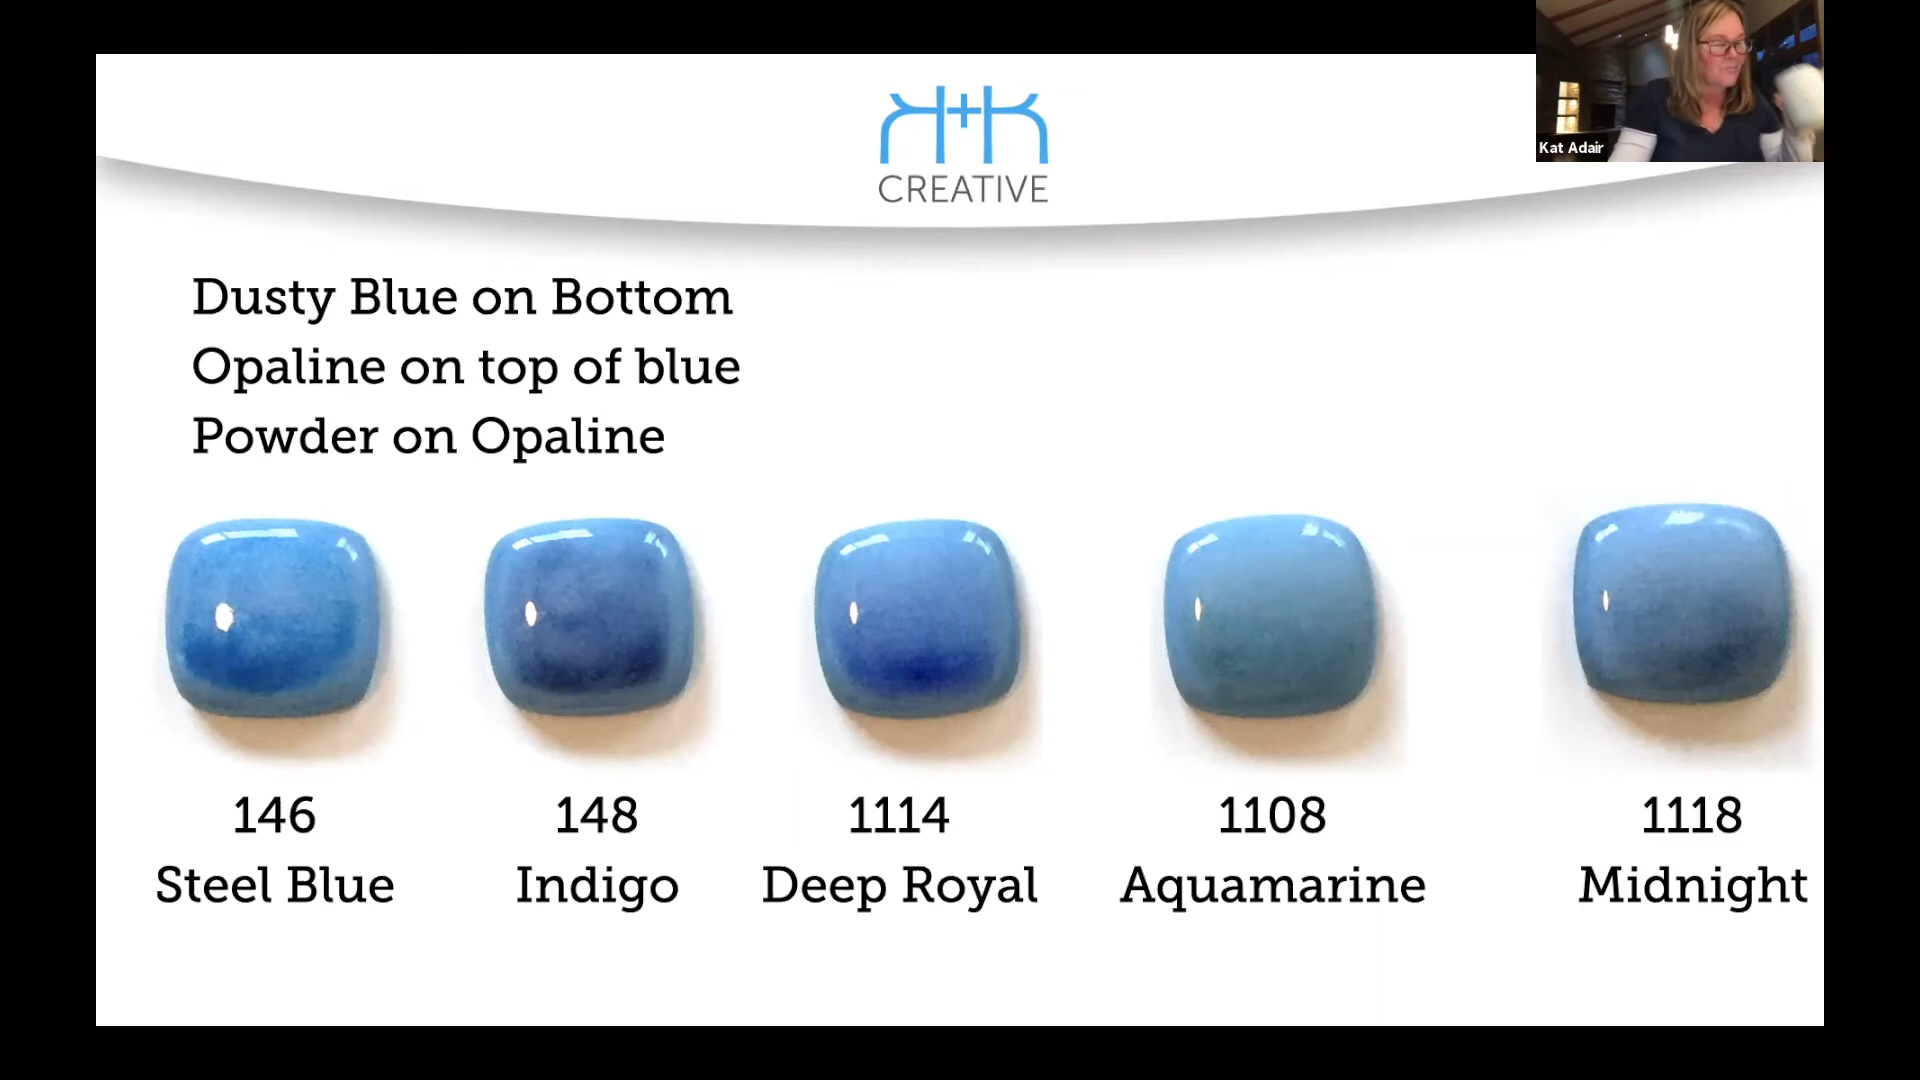 K+K
CREATIVE
Kat Adair
Dusty Blue on Bottom
Opaline on top of blue
Powder on Opaline
146
Steel Blue
148
Indigo
1114
Deep Royal
1108
Aquamarine
1118
Midnight